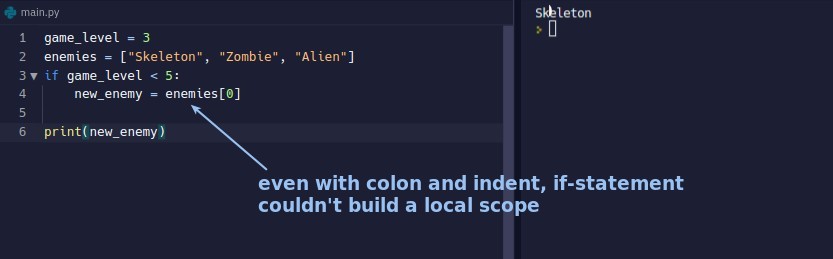 main.py
Skeleton
1 game_level = 3
2 enemies = ["Skeleton", "Zombie", "Alien"]
3 if game_level < 5:
4 new_enemy = enemies[0]
5
6 print(new_enemy)
even with colon and indent, if-statement
couldn't build a local scope